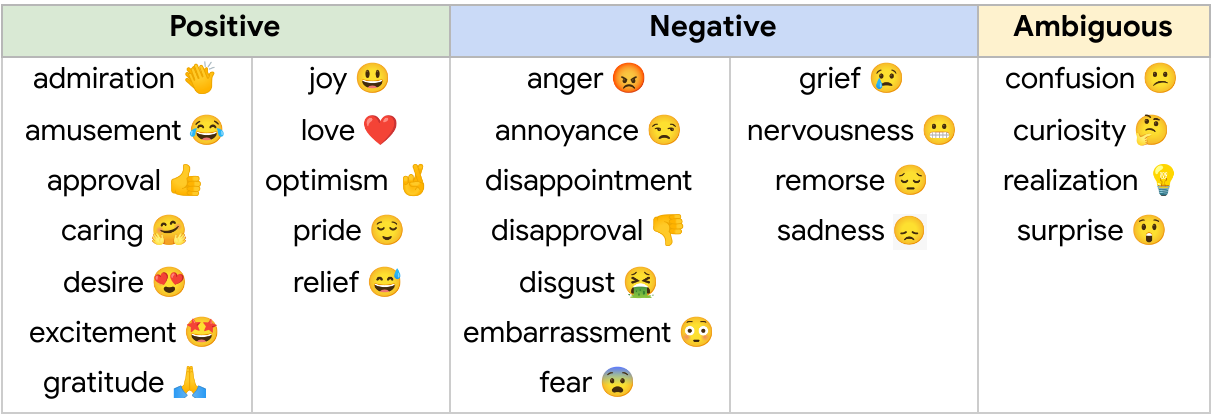 Positive Negative Ambiguous
admiration 👏 joy 😃 anger 😡 grief 😢 confusion 😕
amusement 😂 love ❤️ annoyance 😒 nervousness 😬 curiosity 🤔
approval 👍 optimism 🤞 disappointment remorse 😔 realization 💡
caring 🤗 pride 😌 disapproval 👎 sadness 😞 surprise 😲
desire 😍 relief 😅 disgust 🤮
excitement 🤩 embarrassment 😳
gratitude 🙏 fear 😨